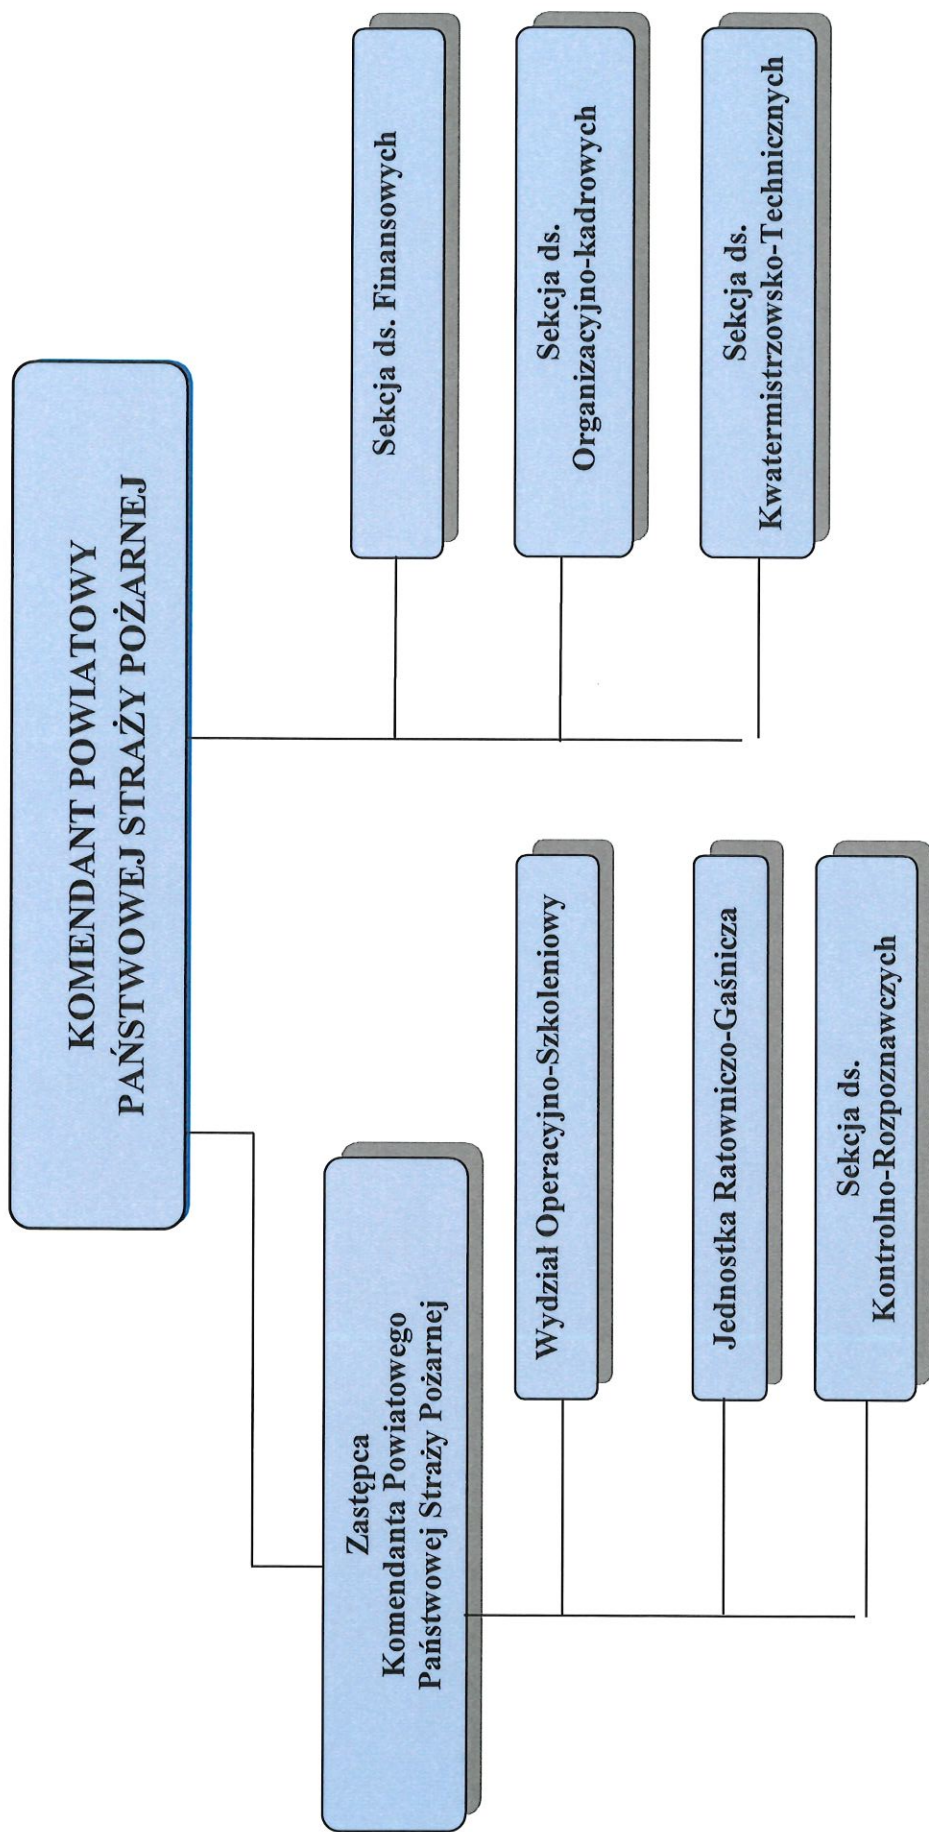 KOMENDANT POWIATOWY
PAŃSTWOWEJ STRAŻY POŻARNEJ
Zastępca
Komendanta Powiatowego
Państwowej Straży Pożarnej
Wydział Operacyjno-Szkoleniowy
Jednostka Ratowniczo-Gaśnicza
Sekcja ds.
Kontrolno-Rozpoznawczych
Sekcja ds. Finansowych
Sekcja ds.
Organizacyjno-kadrowych
Sekcja ds.
Kwatermistrzowsko-Technicznych